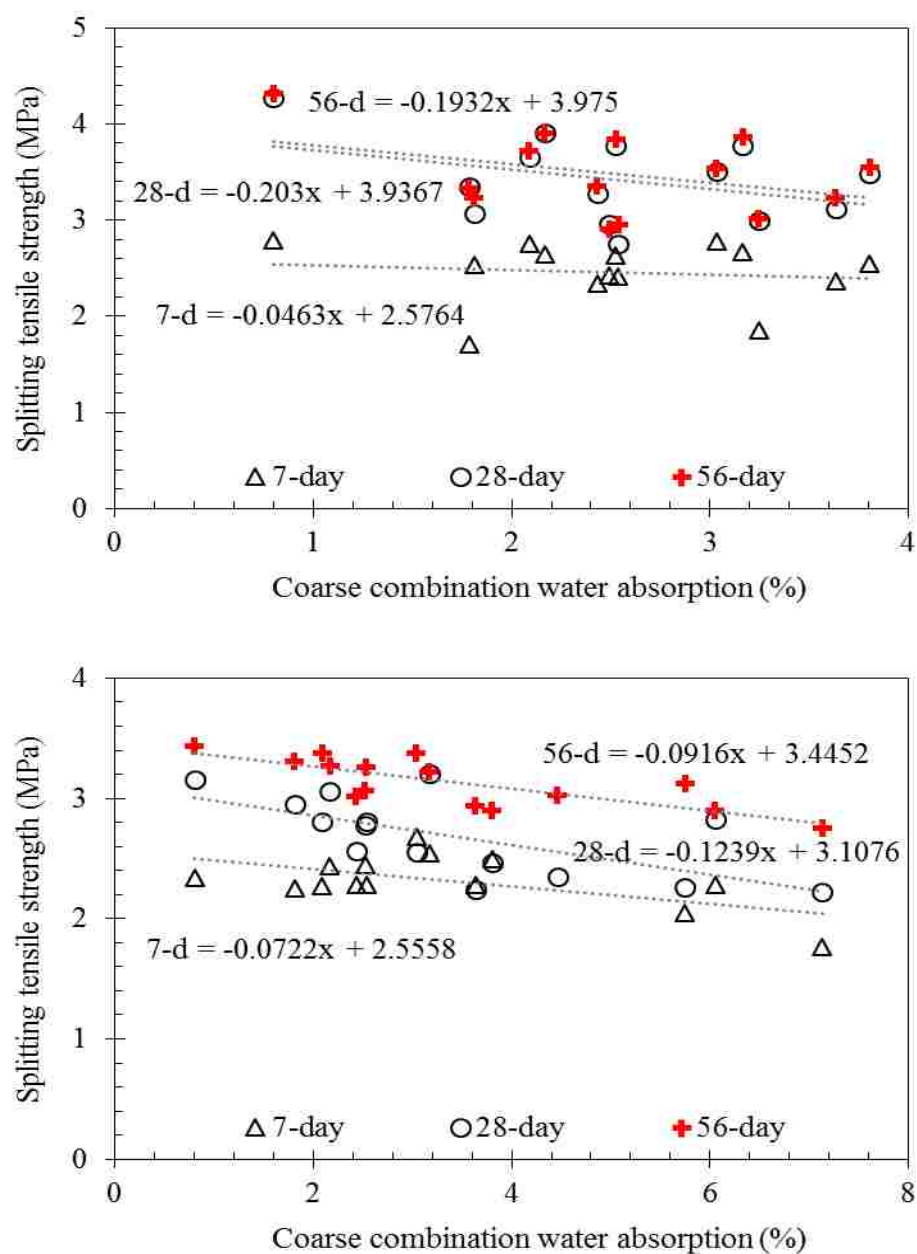 5
4
3
2
1
0
Splitting tensile strength (MPa)
56-d = -0.1932x + 3.975
28-d = -0.203x + 3.9367
7-d = -0.0463x + 2.5764
7-day 28-day 56-day
0 1 2 3 4
Coarse combination water absorption (%)
4
3
2
1
0
Splitting tensile strength (MPa)
56-d = -0.0916x + 3.4452
28-d = -0.1239x + 3.1076
7-d = -0.0722x + 2.5558
7-day 28-day 56-day
0 2 4 6 8
Coarse combination water absorption (%)